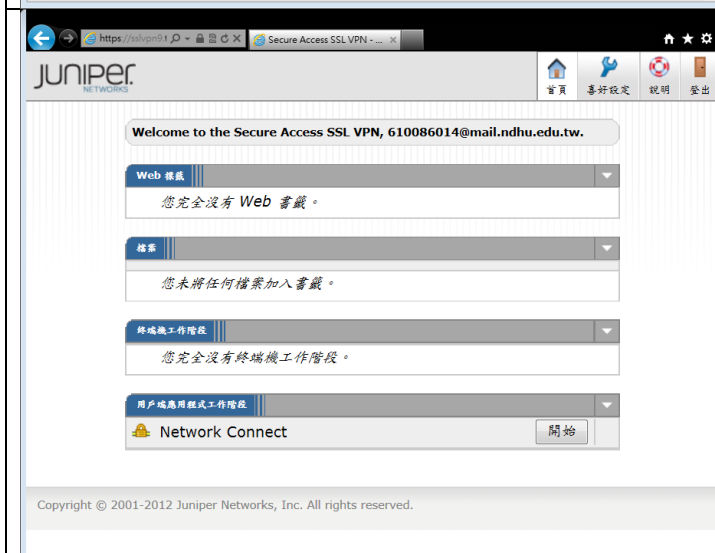 https://sslvpn9.t
Secure Access SSL VPN - ...
JUNIPER
NETWORKS
首頁
喜好設定
說明
登出
Welcome to the Secure Access SSL VPN, 610086014@mail.ndhu.edu.tw.
Web 標籤
您完全沒有 Web 書籤。
檔案
您未將任何檔案加入書籤。
終端機工作階段
您完全沒有終端機工作階段。
用戶端應用程式工作階段
Network Connect
開始
Copyright © 2001-2012 Juniper Networks, Inc. All rights reserved.